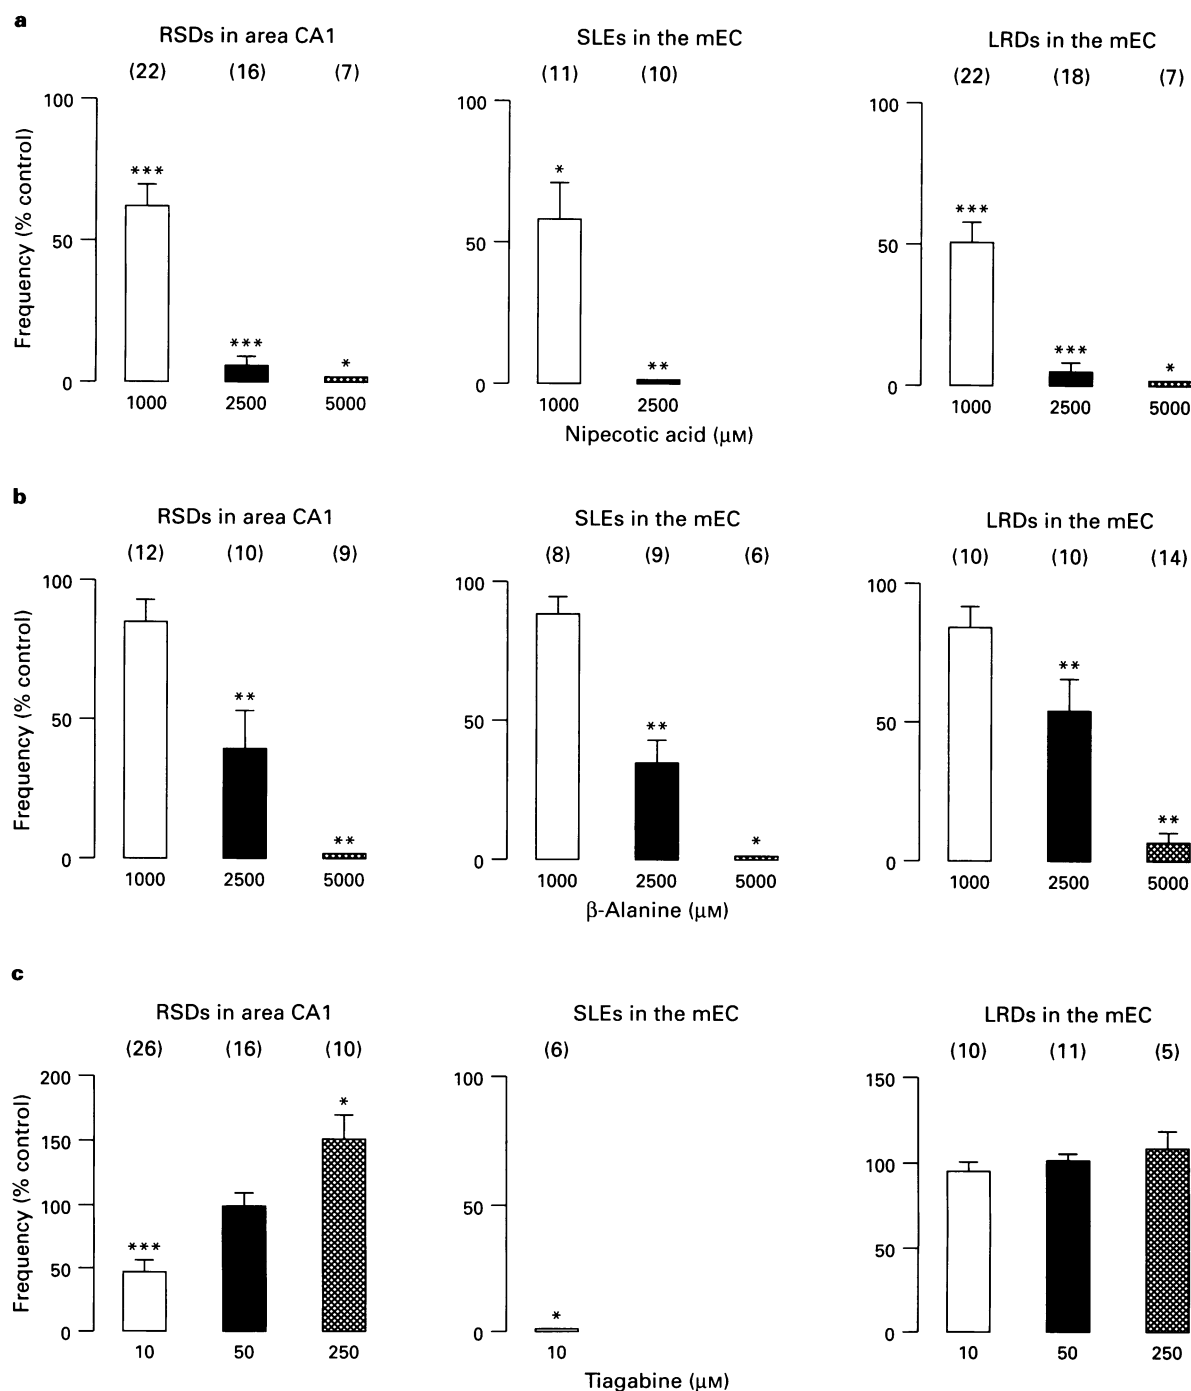 a
RSDs in area CA1
SLEs in the mEC
LRDs in the mEC
(22) (16) (7)
(11) (10)
(22) (18) (7)
Frequency (% control)
100
50
0
***
***
*
1000 2500 5000
100
50
0
*
**
1000 2500
100
50
0
***
***
*
1000 2500 5000
Nipecotic acid (μM)
b
RSDs in area CA1
SLEs in the mEC
LRDs in the mEC
(12) (10) (9)
(8) (9) (6)
(10) (10) (14)
Frequency (% control)
100
50
0
**
**
1000 2500 5000
100
50
0
**
*
1000 2500 5000
100
50
0
**
**
1000 2500 5000
β-Alanine (μM)
c
RSDs in area CA1
SLEs in the mEC
LRDs in the mEC
(26) (16) (10)
(6)
(10) (11) (5)
Frequency (% control)
200
150
100
50
0
***
*
10 50 250
100
50
0
*
10
150
100
50
0
10 50 250
Tiagabine (μM)